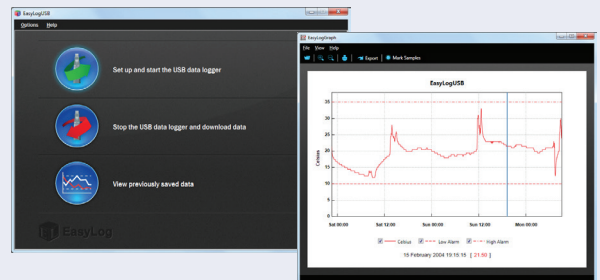 EasyLogUSB
Options Help
Set up and start the USB data logger
Stop the USB data logger and download data
View previously saved data
EasyLog
EasyLogGraph
File View Help
Export Mark Samples
EasyLogUSB
Celsius
35
30
25
20
15
10
5
0
Sat 00:00 Sat 12:00 Sun 00:00 Sun 12:00 Mon 00:00
Celsius Low Alarm High Alarm
15 February 2004 19:15:15 [ 21.50 ]